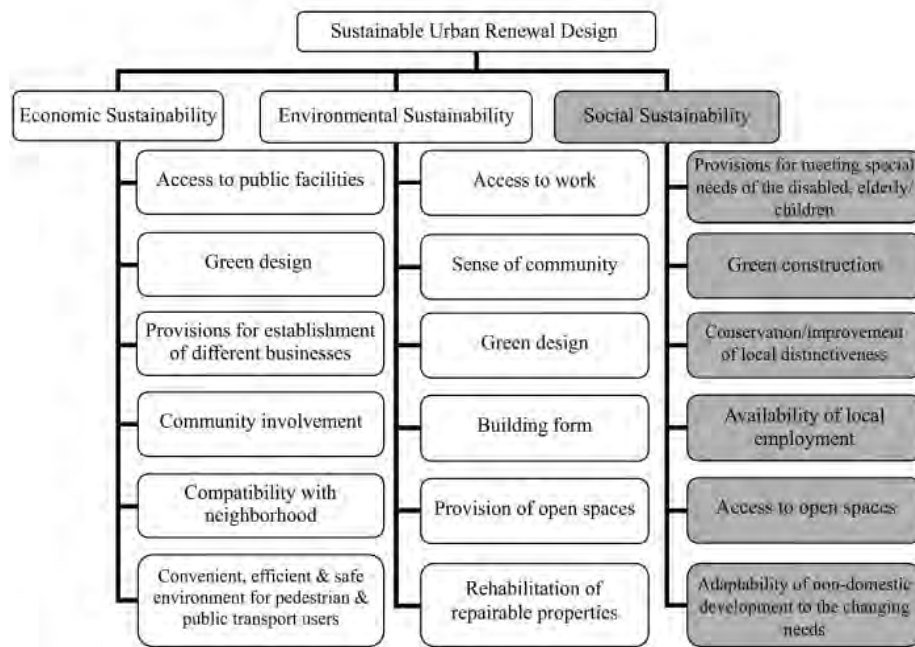 Sustainable Urban Renewal Design
Economic Sustainability
Environmental Sustainability
Social Sustainability
Access to public facilities
Green design
Provisions for establishment
of different businesses
Community involvement
Compatibility with
neighborhood
Convenient, efficient & safe
environment for pedestrian &
public transport users
Access to work
Sense of community
Green design
Building form
Provision of open spaces
Rehabilitation of
repairable properties
Provisions for meeting special
needs of the disabled, elderly/
children
Green construction
Conservation/improvement
of local distinctiveness
Availability of local
employment
Access to open spaces
Adaptability of non-domestic
development to the changing
needs